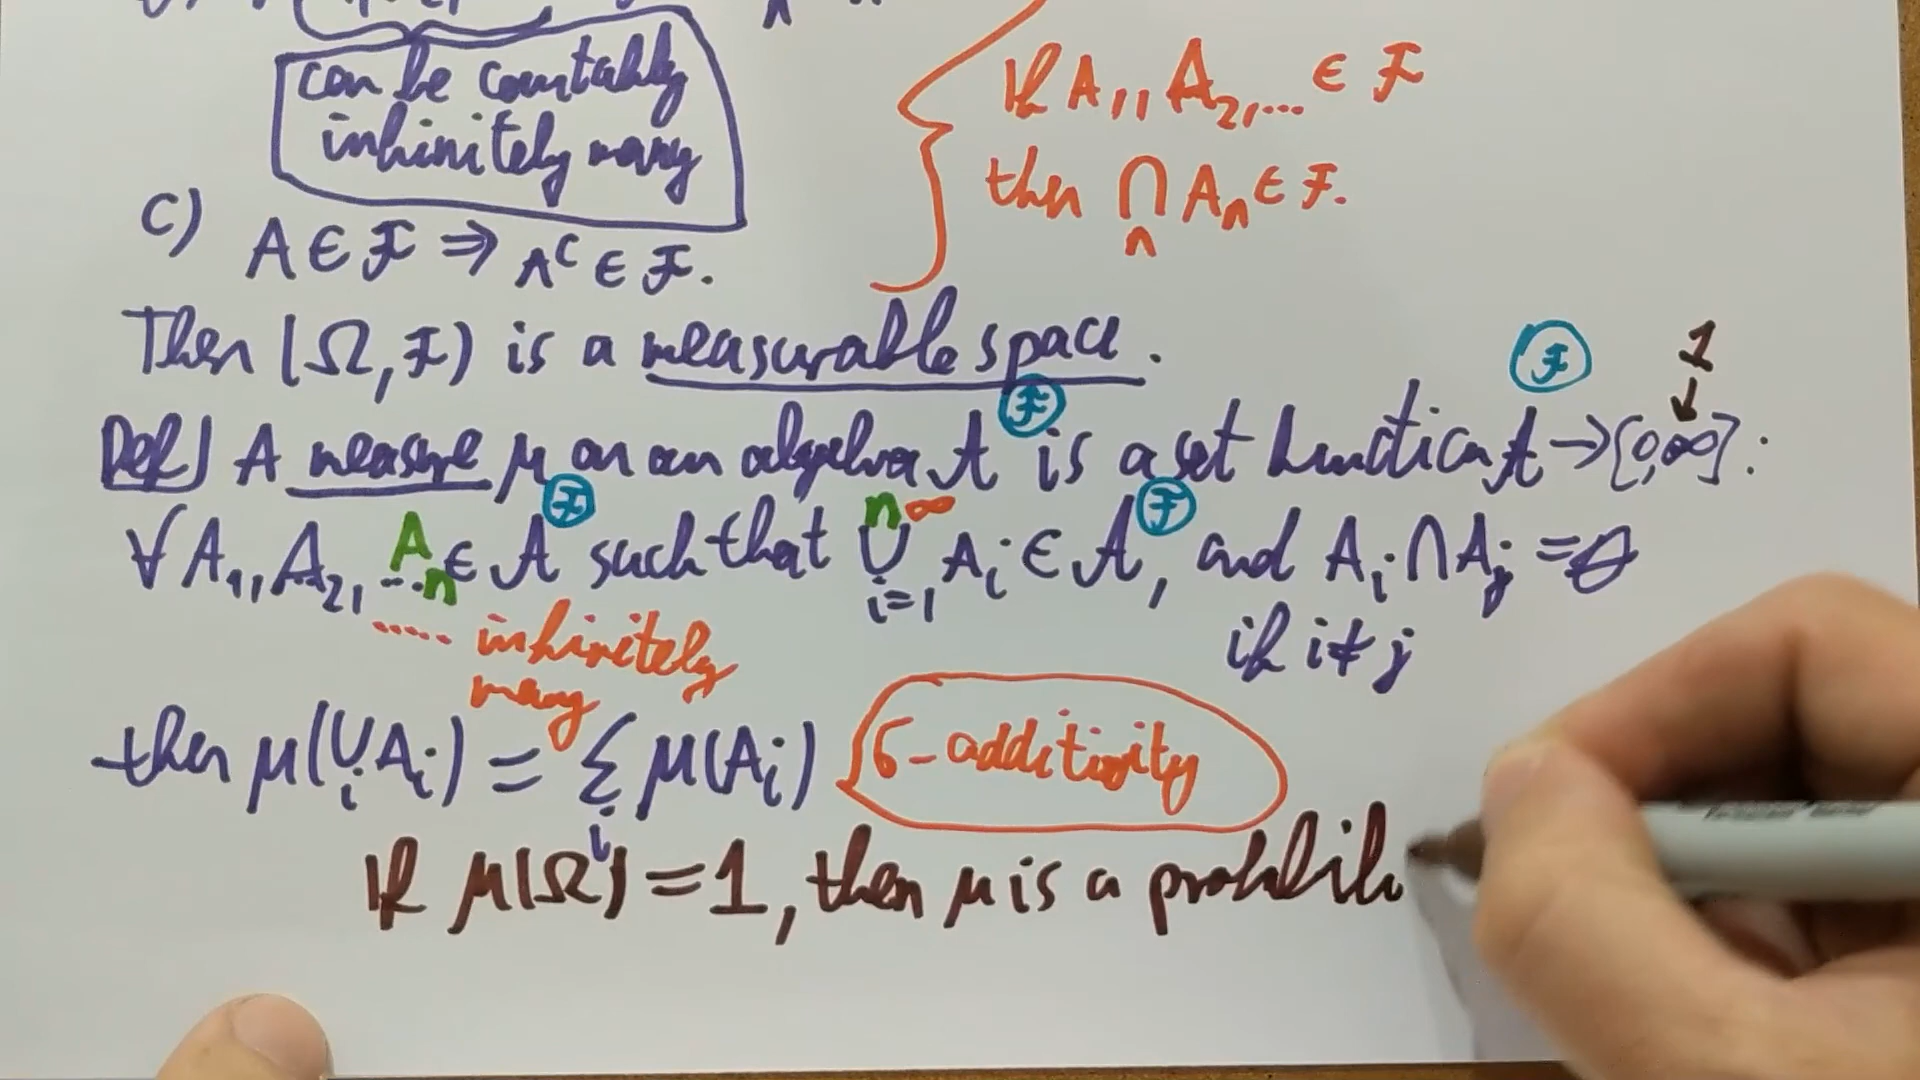 can be countably
infinitely many
If A₁, A₂, ... ∈ F
then ⋂ Aₙ ∈ F.
n
c) A ∈ F ⇒ Aᶜ ∈ F.
Then (Ω, F) is a measurable space.
F
1
↓
Def) A measure μ on an algebra A F is a set function A → [0, ∞] :
∀ A₁, A₂, ... Aₙ ∈ A F such that n ∞ ⋃ i=1 Aᵢ ∈ A F, and Aᵢ ∩ Aⱼ = ∅
if i ≠ j
..... infinitely
many
then μ(⋃ᵢ Aᵢ) = Σᵢ μ(Aᵢ) σ-additivity
If μ(Ω) = 1, then μ is a probabili